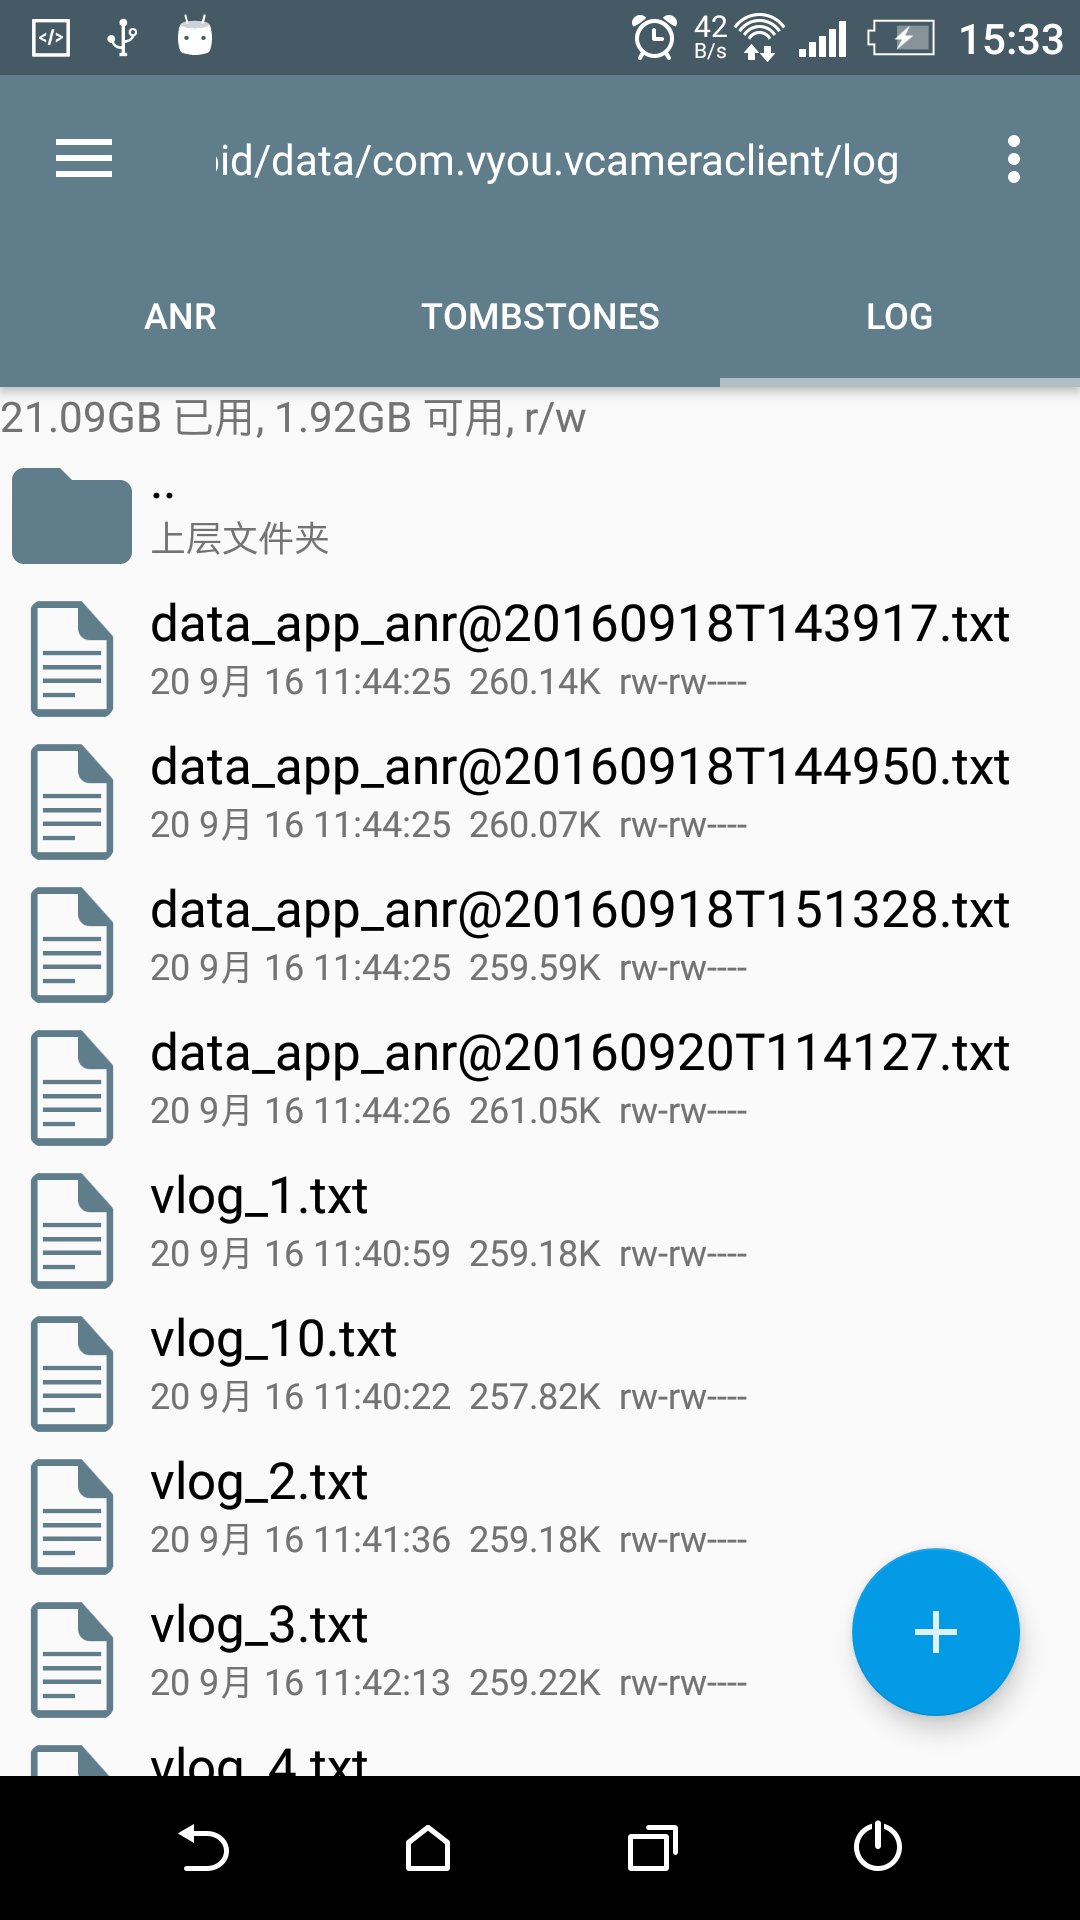 42
B/s
15:33
oid/data/com.vyou.vcameraclient/log
ANR TOMBSTONES LOG
21.09GB 已用, 1.92GB 可用, r/w
..
上层文件夹
data_app_anr@20160918T143917.txt
20 9月 16 11:44:25 260.14K rw-rw----
data_app_anr@20160918T144950.txt
20 9月 16 11:44:25 260.07K rw-rw----
data_app_anr@20160918T151328.txt
20 9月 16 11:44:25 259.59K rw-rw----
data_app_anr@20160920T114127.txt
20 9月 16 11:44:26 261.05K rw-rw----
vlog_1.txt
20 9月 16 11:40:59 259.18K rw-rw----
vlog_10.txt
20 9月 16 11:40:22 257.82K rw-rw----
vlog_2.txt
20 9月 16 11:41:36 259.18K rw-rw----
vlog_3.txt
20 9月 16 11:42:13 259.22K rw-rw----
vlog_4.txt